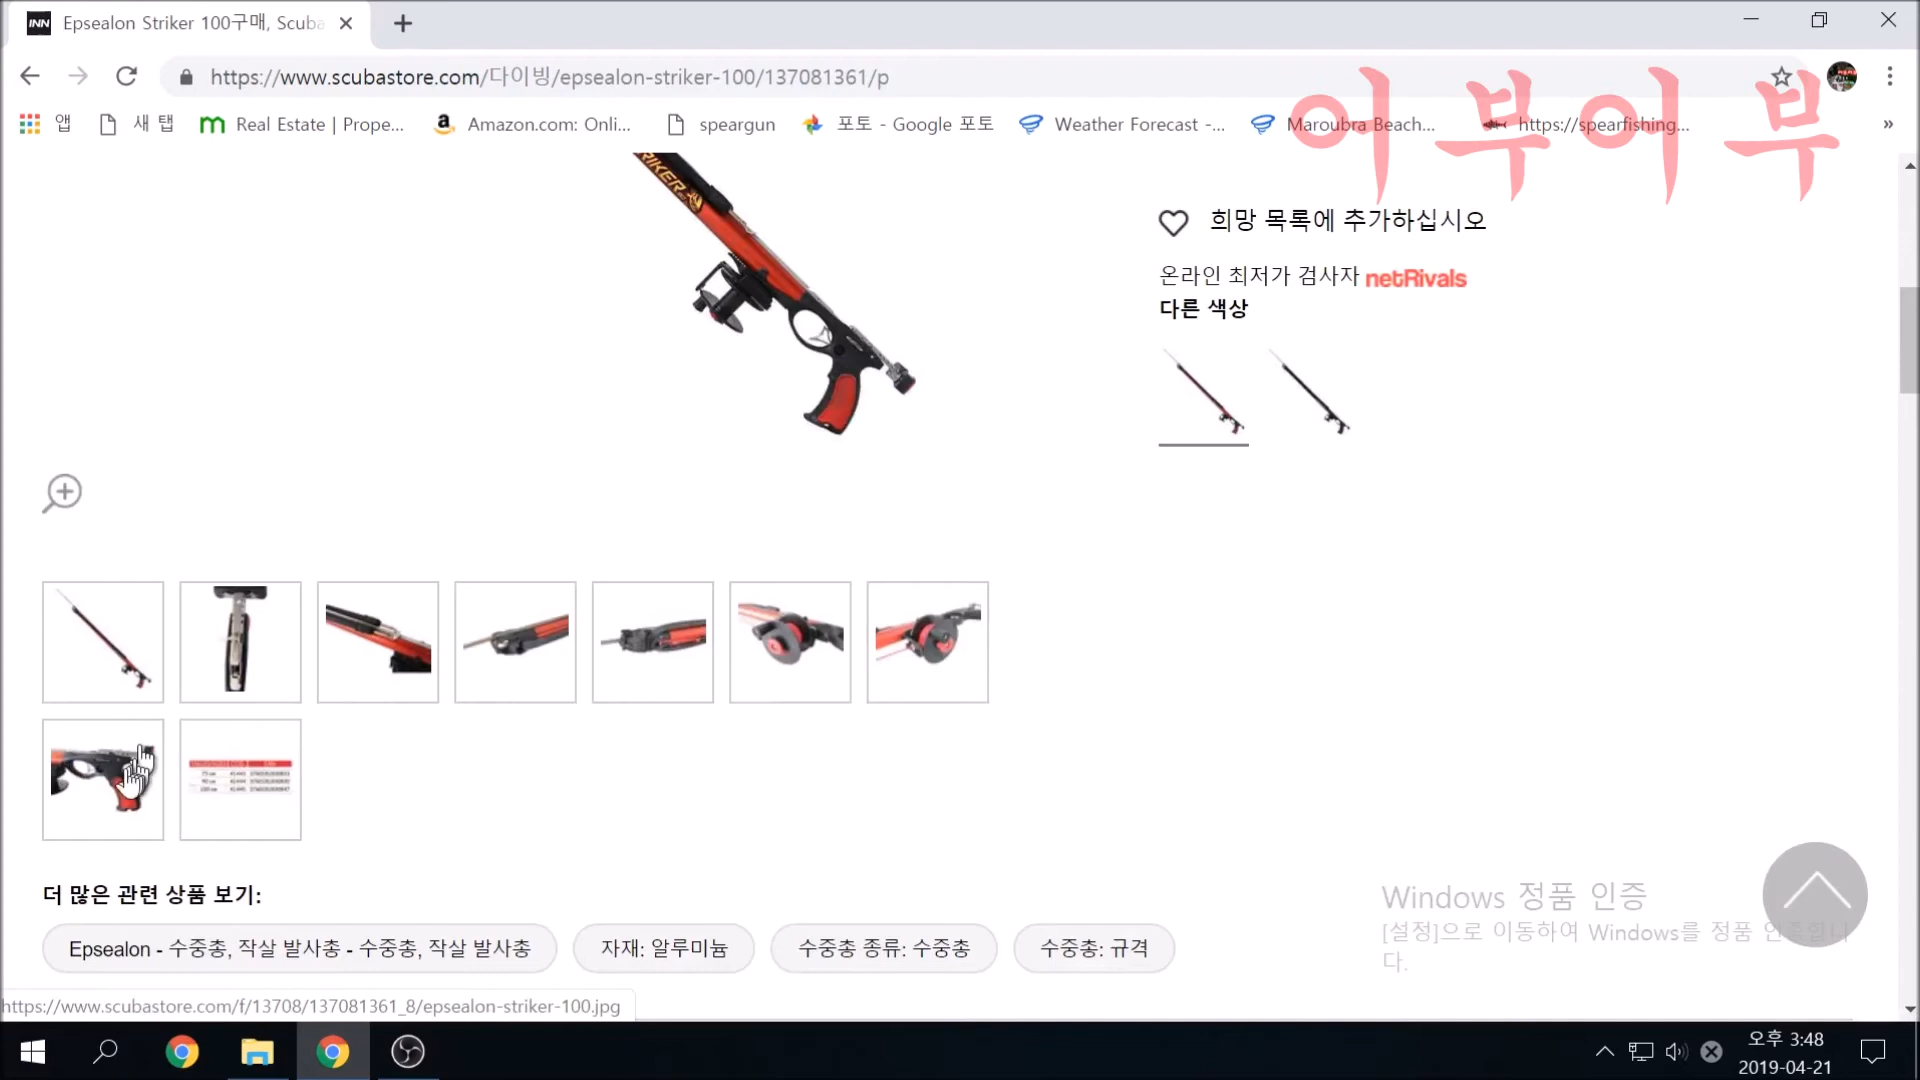 INN Epsealon Striker 100구매, Scuba
https://www.scubastore.com/다이빙/epsealon-striker-100/137081361/p
앱 새 탭 Real Estate | Prope... Amazon.com: Onli... speargun 포토 - Google 포토 Weather Forecast -... Maroubra Beach... https://spearfishing... »
어부어부
희망 목록에 추가하십시오
온라인 최저가 검사자 netRivals
다른 색상
더 많은 관련 상품 보기:
Epsealon - 수중총, 작살 발사총 - 수중총, 작살 발사총
자재: 알루미늄
수중총 종류: 수중총
수중총: 규격
Windows 정품 인증
[설정]으로 이동하여 Windows를 정품 인증합니다.
https://www.scubastore.com/f/13708/137081361_8/epsealon-striker-100.jpg
오후 3:48
2019-04-21